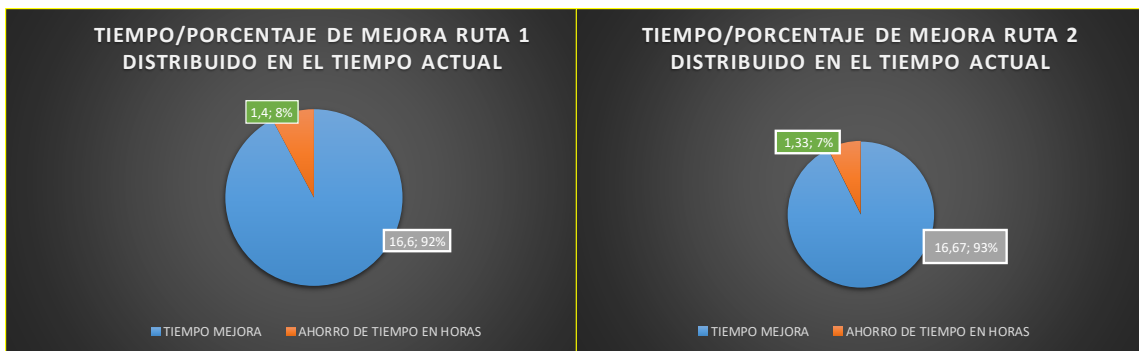 TIEMPO/PORCENTAJE DE MEJORA RUTA 1
DISTRIBUIDO EN EL TIEMPO ACTUAL
1,4; 8%
16,6; 92%
TIEMPO MEJORA
AHORRO DE TIEMPO EN HORAS
TIEMPO/PORCENTAJE DE MEJORA RUTA 2
DISTRIBUIDO EN EL TIEMPO ACTUAL
1,33; 7%
16,67; 93%
TIEMPO MEJORA
AHORRO DE TIEMPO EN HORAS